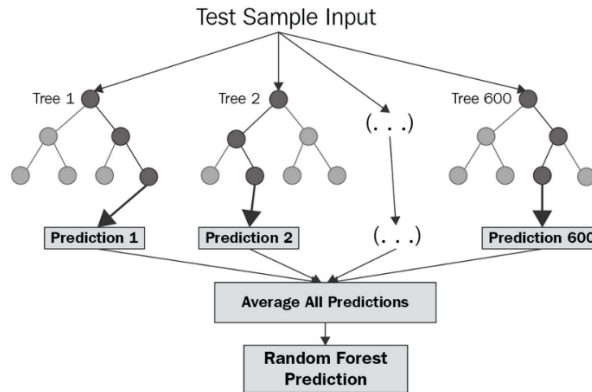 Test Sample Input
Tree 1
Tree 2
Tree 600
(. . .)
Prediction 1
Prediction 2
(. . .)
Prediction 600
Average All Predictions
Random Forest
Prediction